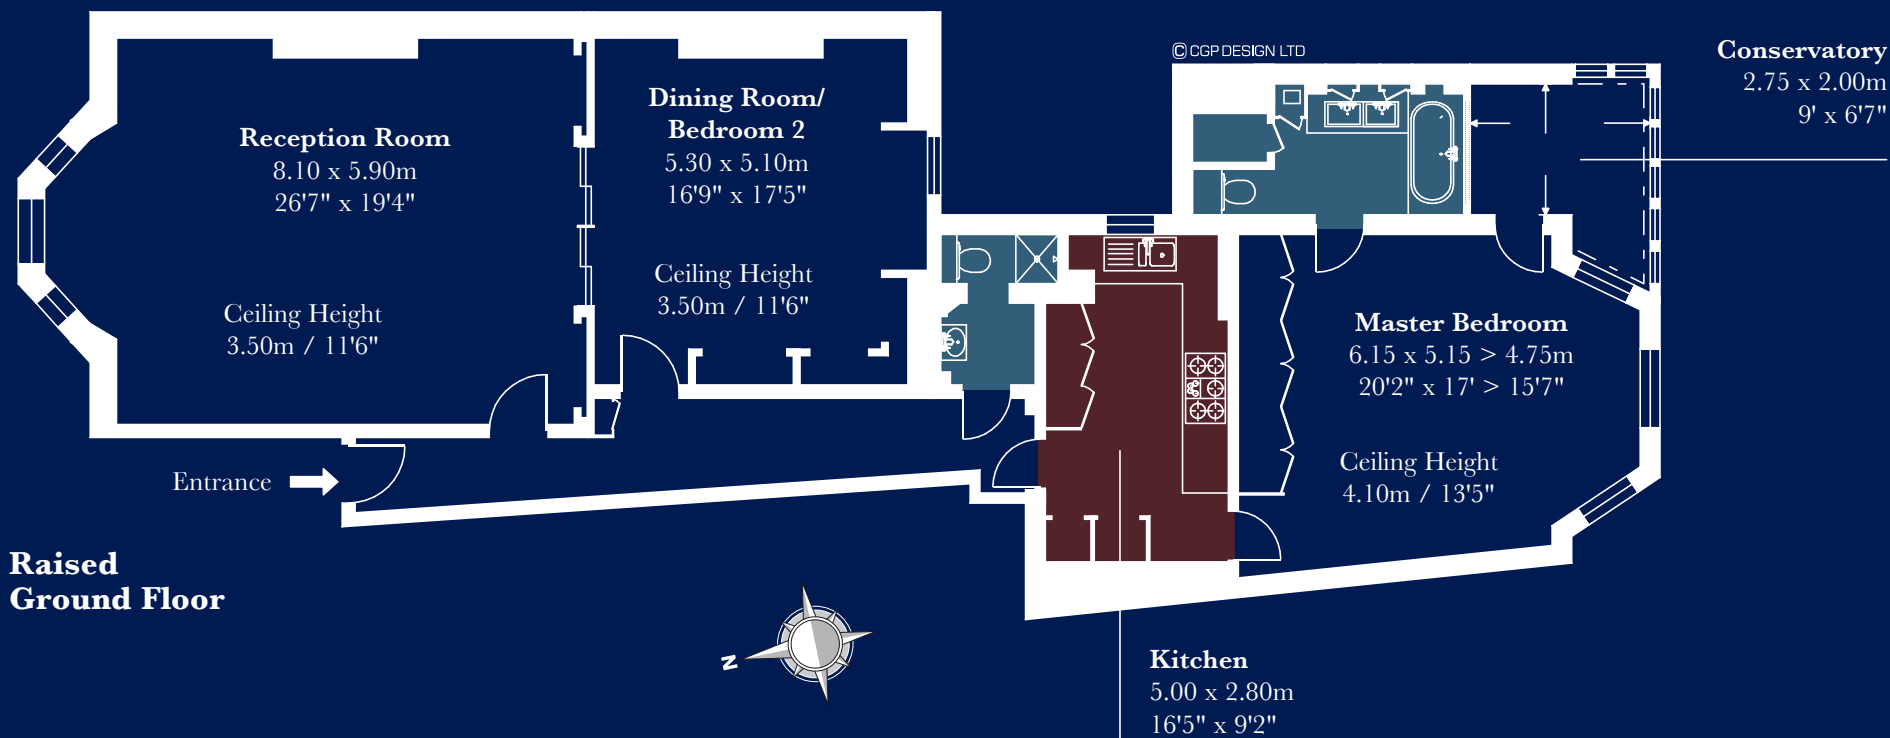 © CGP DESIGN LTD
Conservatory
2.75 x 2.00m
9' x 6'7"
Reception Room
8.10 x 5.90m
26'7" x 19'4"
Ceiling Height
3.50m / 11'6"
Dining Room/
Bedroom 2
5.30 x 5.10m
16'9" x 17'5"
Ceiling Height
3.50m / 11'6"
Master Bedroom
6.15 x 5.15 > 4.75m
20'2" x 17' > 15'7"
Ceiling Height
4.10m / 13'5"
Entrance
Raised
Ground Floor
N
Kitchen
5.00 x 2.80m
16'5" x 9'2"